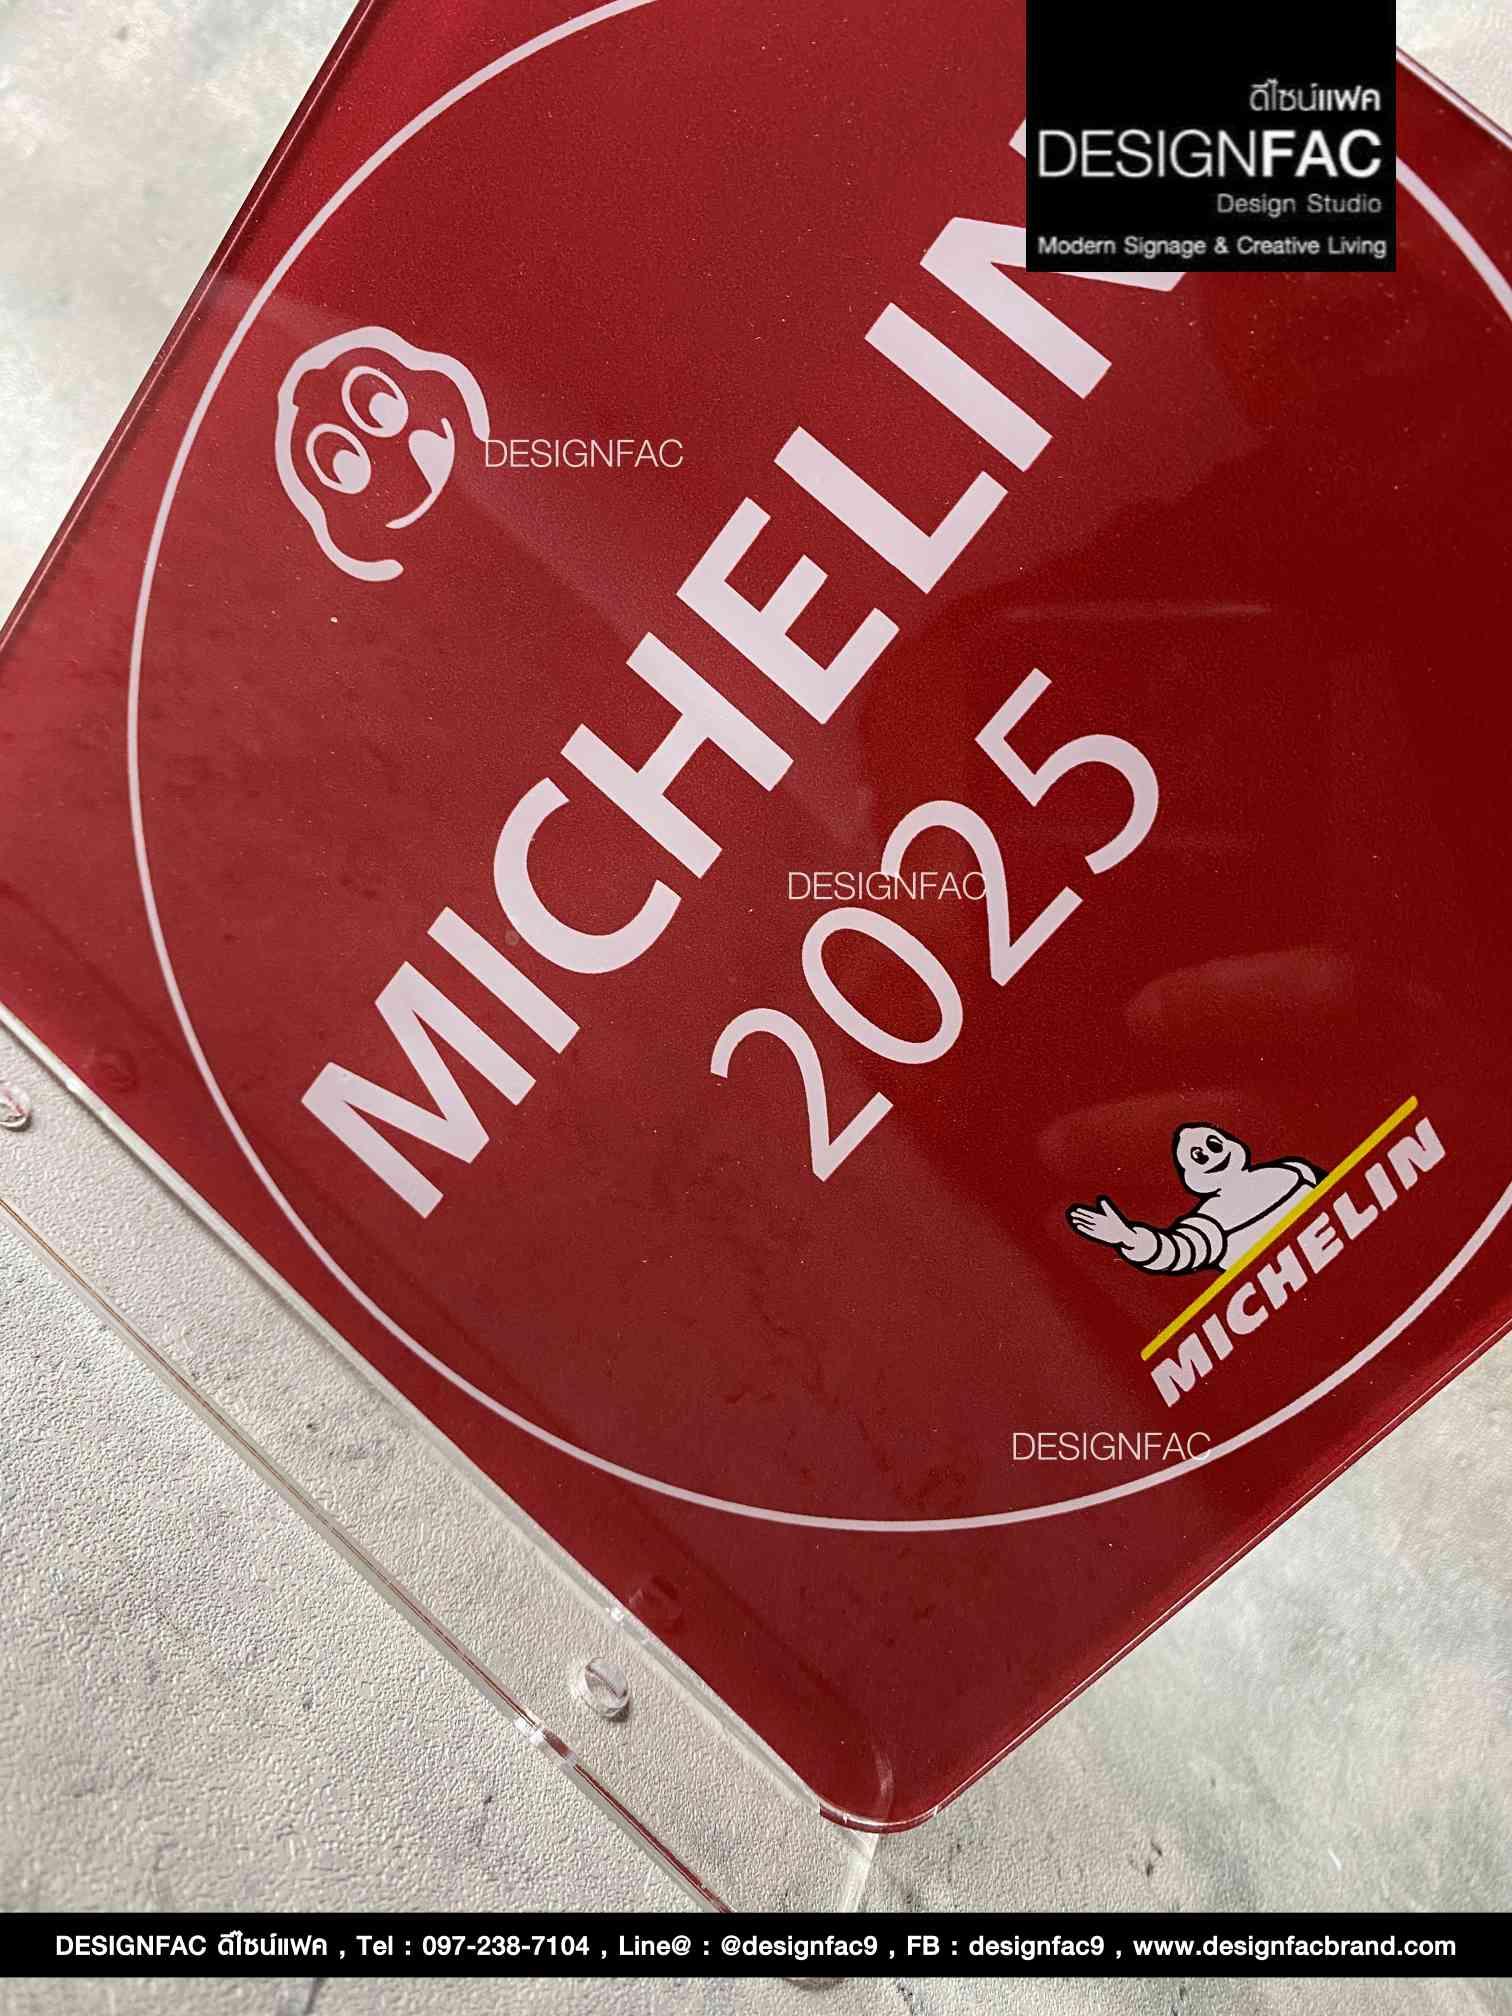 ดีไซน์แฟค
DESIGNFAC
Design Studio
Modern Signage & Creative Living
DESIGNFAC
MICHELIN
DESIGNFAC
2025
MICHELIN
DESIGNFAC
DESIGNFAC ดีไซน์แฟค , Tel : 097-238-7104 , Line@ : @designfac9 , FB : designfac9 , www.designfacbrand.com